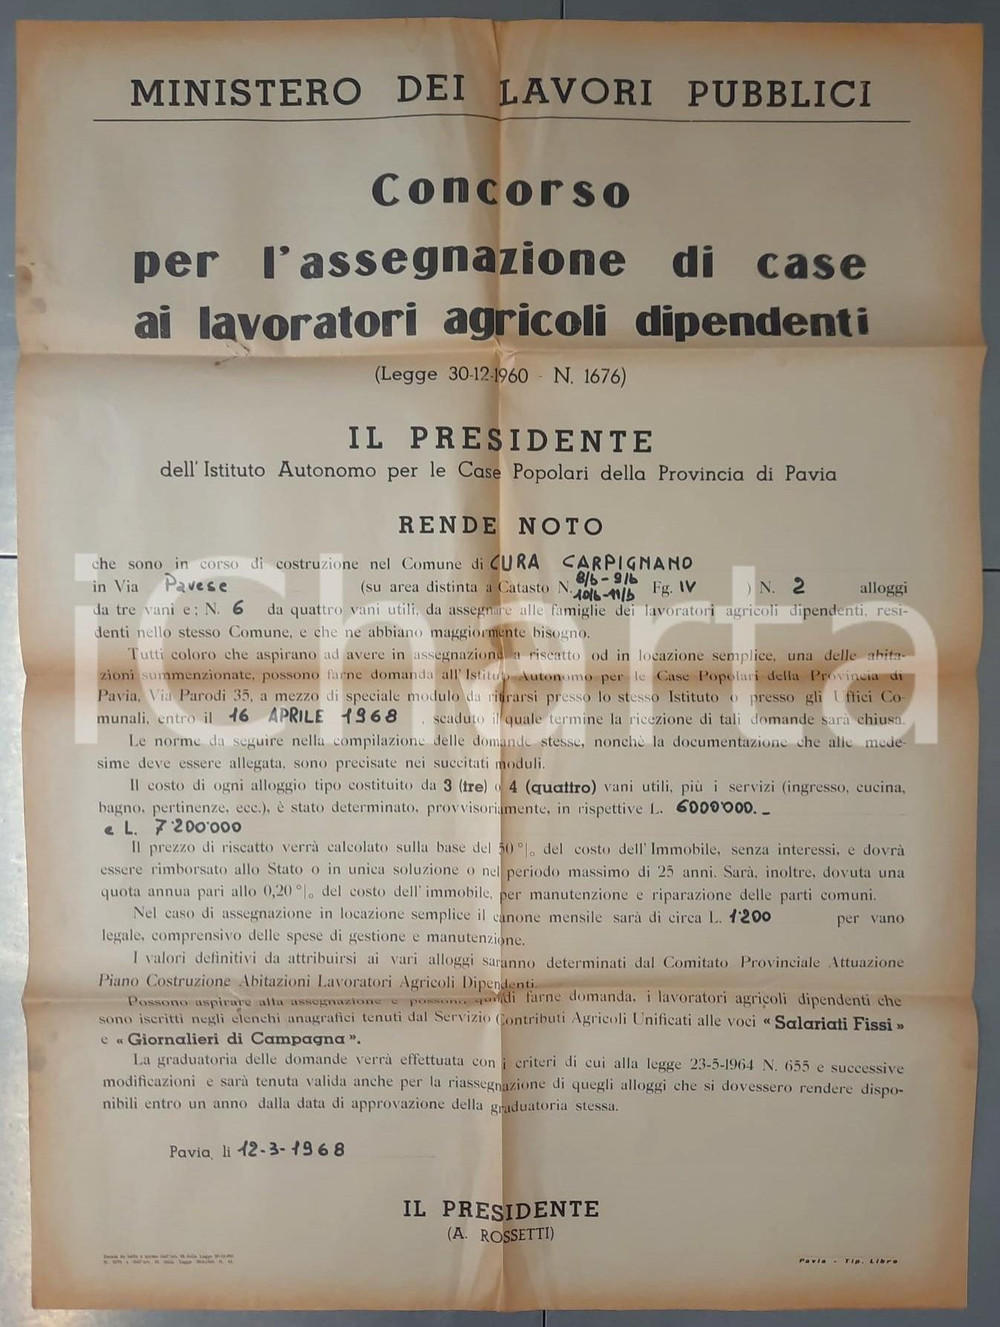 MINISTERO DEI LAVORI PUBBLICI
Concorso
per l'assegnazione di case
ai lavoratori agricoli dipendenti
(Legge 30-12-1960 - N. 1676)
IL PRESIDENTE
dell'Istituto Autonomo per le Case Popolari della Provincia di Pavia
RENDE NOTO
che sono in corso di costruzione nel Comune di CURA CARPIGNANO
in Via Pavese (su area distinta a Catasto N. 8/b-9/b 10/b-11/b Fg. IV ) N. 2 alloggi
da tre vani e; N. 6 da quattro vani utili, da assegnare alle famiglie dei lavoratori agricoli dipendenti, resi-
denti nello stesso Comune, e che ne abbiano maggiormente bisogno.
Tutti coloro che aspirano ad avere in assegnazione a riscatto od in locazione semplice, una delle abita-
zioni summenzionate, possono farne domanda all'Istituto Autonomo per le Case Popolari della Provincia di
Pavia, Via Parodi 35, a mezzo di speciale modulo da ritirarsi presso lo stesso Istituto o presso gli Uffici Co-
munali, entro il 16 APRILE 1968 , scaduto il quale termine la ricezione di tali domande sarà chiusa.
Le norme da seguire nella compilazione delle domande stesse, nonchè la documentazione che alle mede-
sime deve essere allegata, sono precisate nei succitati moduli.
Il costo di ogni alloggio tipo costituito da 3 (tre) o 4 (quattro) vani utili, più i servizi (ingresso, cucina,
bagno, pertinenze, ecc.), è stato determinato, provvisoriamente, in rispettive L. 6000'000.-
e L. 7'200'000
Il prezzo di riscatto verrà calcolato sulla base del 50 % del costo dell'Immobile, senza interessi, e dovrà
essere rimborsato allo Stato o in unica soluzione o nel periodo massimo di 25 anni. Sarà, inoltre, dovuta una
quota annua pari allo 0,20 % del costo dell'immobile, per manutenzione e riparazione delle parti comuni.
Nel caso di assegnazione in locazione semplice il canone mensile sarà di circa L. 1'200 per vano
legale, comprensivo delle spese di gestione e manutenzione.
I valori definitivi da attribuirsi ai vari alloggi saranno determinati dal Comitato Provinciale Attuazione
Piano Costruzione Abitazioni Lavoratori Agricoli Dipendenti.
Possono aspirare alla assegnazione e possono, quindi farne domanda, i lavoratori agricoli dipendenti che
sono iscritti negli elenchi anagrafici tenuti dal Servizio Contributi Agricoli Unificati alle voci « Salariati Fissi »
e « Giornalieri di Campagna ».
La graduatoria delle domande verrà effettuata con i criteri di cui alla legge 23-5-1964 N. 655 e successive
modificazioni e sarà tenuta valida anche per la riassegnazione di quegli alloggi che si dovessero rendere dispo-
nibili entro un anno dalla data di approvazione della graduatoria stessa.
Pavia, lì 12-3-1968
IL PRESIDENTE
(A. ROSSETTI)
Pavia - Tip. Libro
iCharta